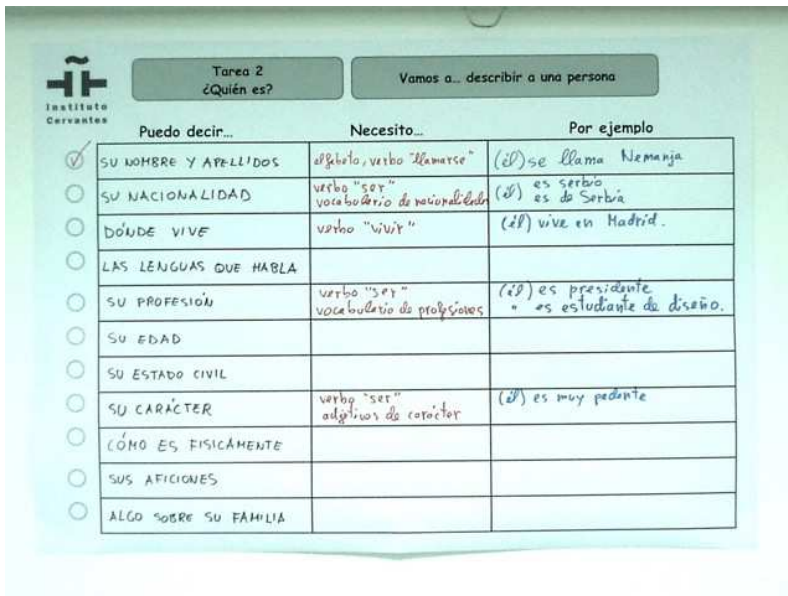 Tarea 2
¿Quién es?
Vamos a... describir a una persona
Instituto
Cervantes
Puedo decir... Necesito... Por ejemplo
SU NOMBRE Y APELLIDOS alfabeto, verbo "llamarse" (él) se llama Nemanja
SU NACIONALIDAD verbo "ser" (él) es serbio
vocabulario de nacionalidades es de Serbia
DÓNDE VIVE verbo "vivir" (él) vive en Madrid.
LAS LENGUAS QUE HABLA
SU PROFESIÓN verbo "ser" (él) es presidente
vocabulario de profesiones " es estudiante de diseño.
SU EDAD
SU ESTADO CIVIL
SU CARÁCTER verbo "ser" (él) es muy pedante
adjetivos de carácter
CÓMO ES FISICÁMENTE
SUS AFICIONES
ALGO SOBRE SU FAMILIA